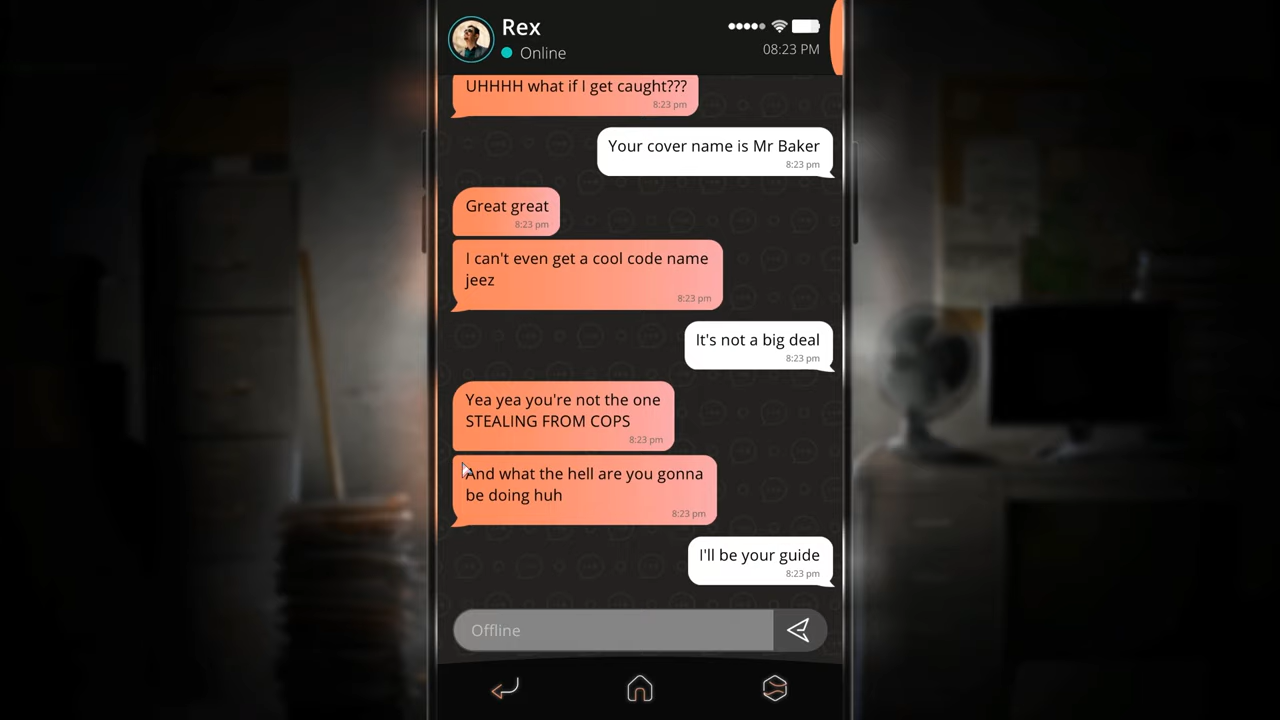 Rex
Online
08:23 PM
UHHHH what if I get caught???
8:23 pm
Your cover name is Mr Baker
8:23 pm
Great great
8:23 pm
I can't even get a cool code name
jeez
8:23 pm
It's not a big deal
8:23 pm
Yea yea you're not the one
STEALING FROM COPS
8:23 pm
And what the hell are you gonna
be doing huh
8:23 pm
I'll be your guide
8:23 pm
Offline